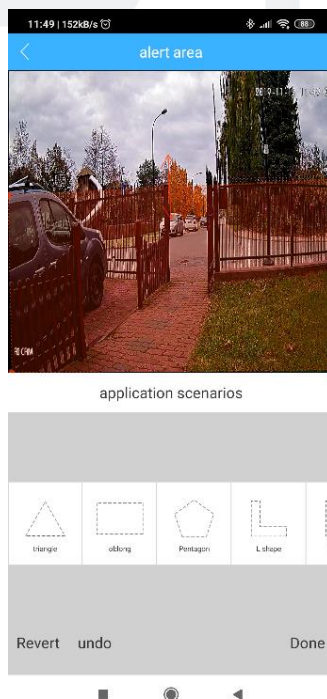 11:49 | 152kB/s
88
alert area
application scenarios
triangle
oblong
Pentagon
L shape
Revert undo Done